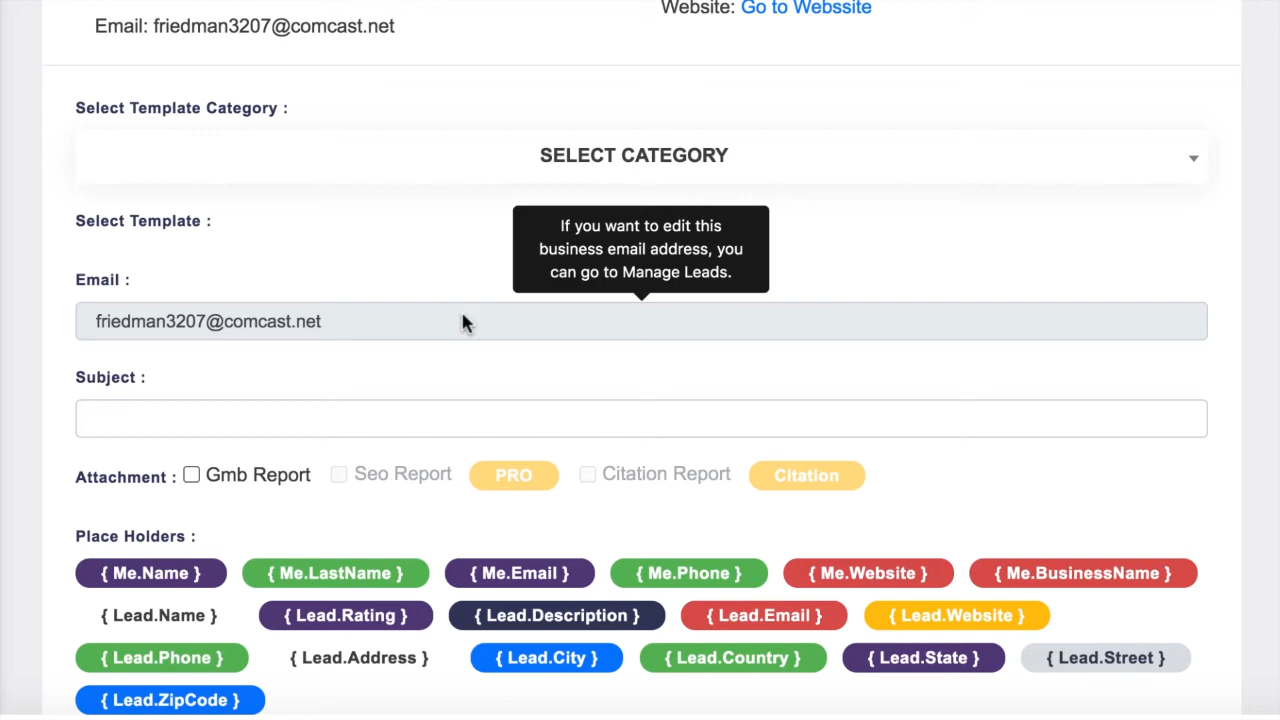 Website: Go to Webssite
Email: friedman3207@comcast.net
Select Template Category :
SELECT CATEGORY
Select Template :
If you want to edit this
business email address, you
can go to Manage Leads.
Email :
friedman3207@comcast.net
Subject :
Attachment : Gmb Report Seo Report PRO Citation Report Citation
Place Holders :
{ Me.Name } { Me.LastName } { Me.Email } { Me.Phone } { Me.Website } { Me.BusinessName }
{ Lead.Name } { Lead.Rating } { Lead.Description } { Lead.Email } { Lead.Website }
{ Lead.Phone } { Lead.Address } { Lead.City } { Lead.Country } { Lead.State } { Lead.Street }
{ Lead.ZipCode }